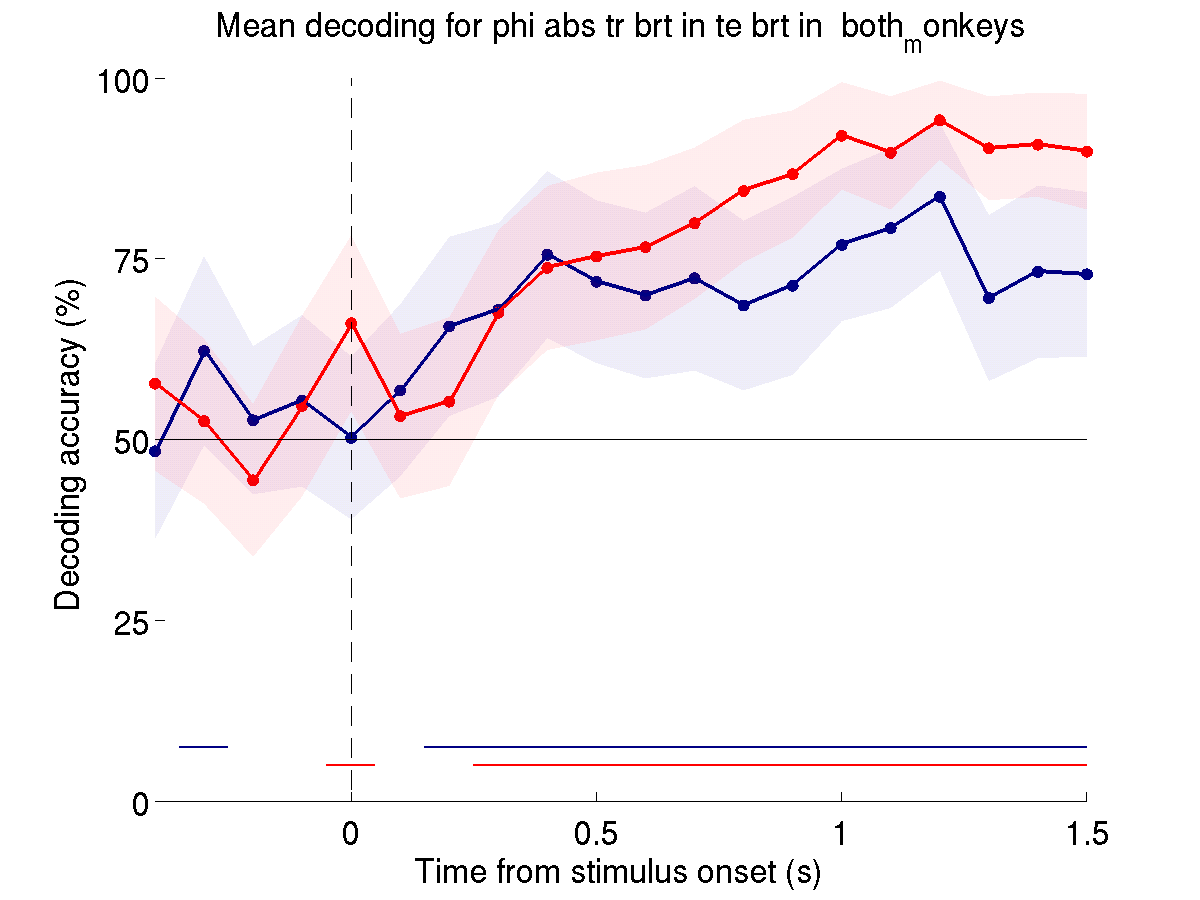 Mean decoding for phi abs tr brt in te brt in both_monkeys
100
75
50
25
0
Decoding accuracy (%)
0 0.5 1 1.5
Time from stimulus onset (s)